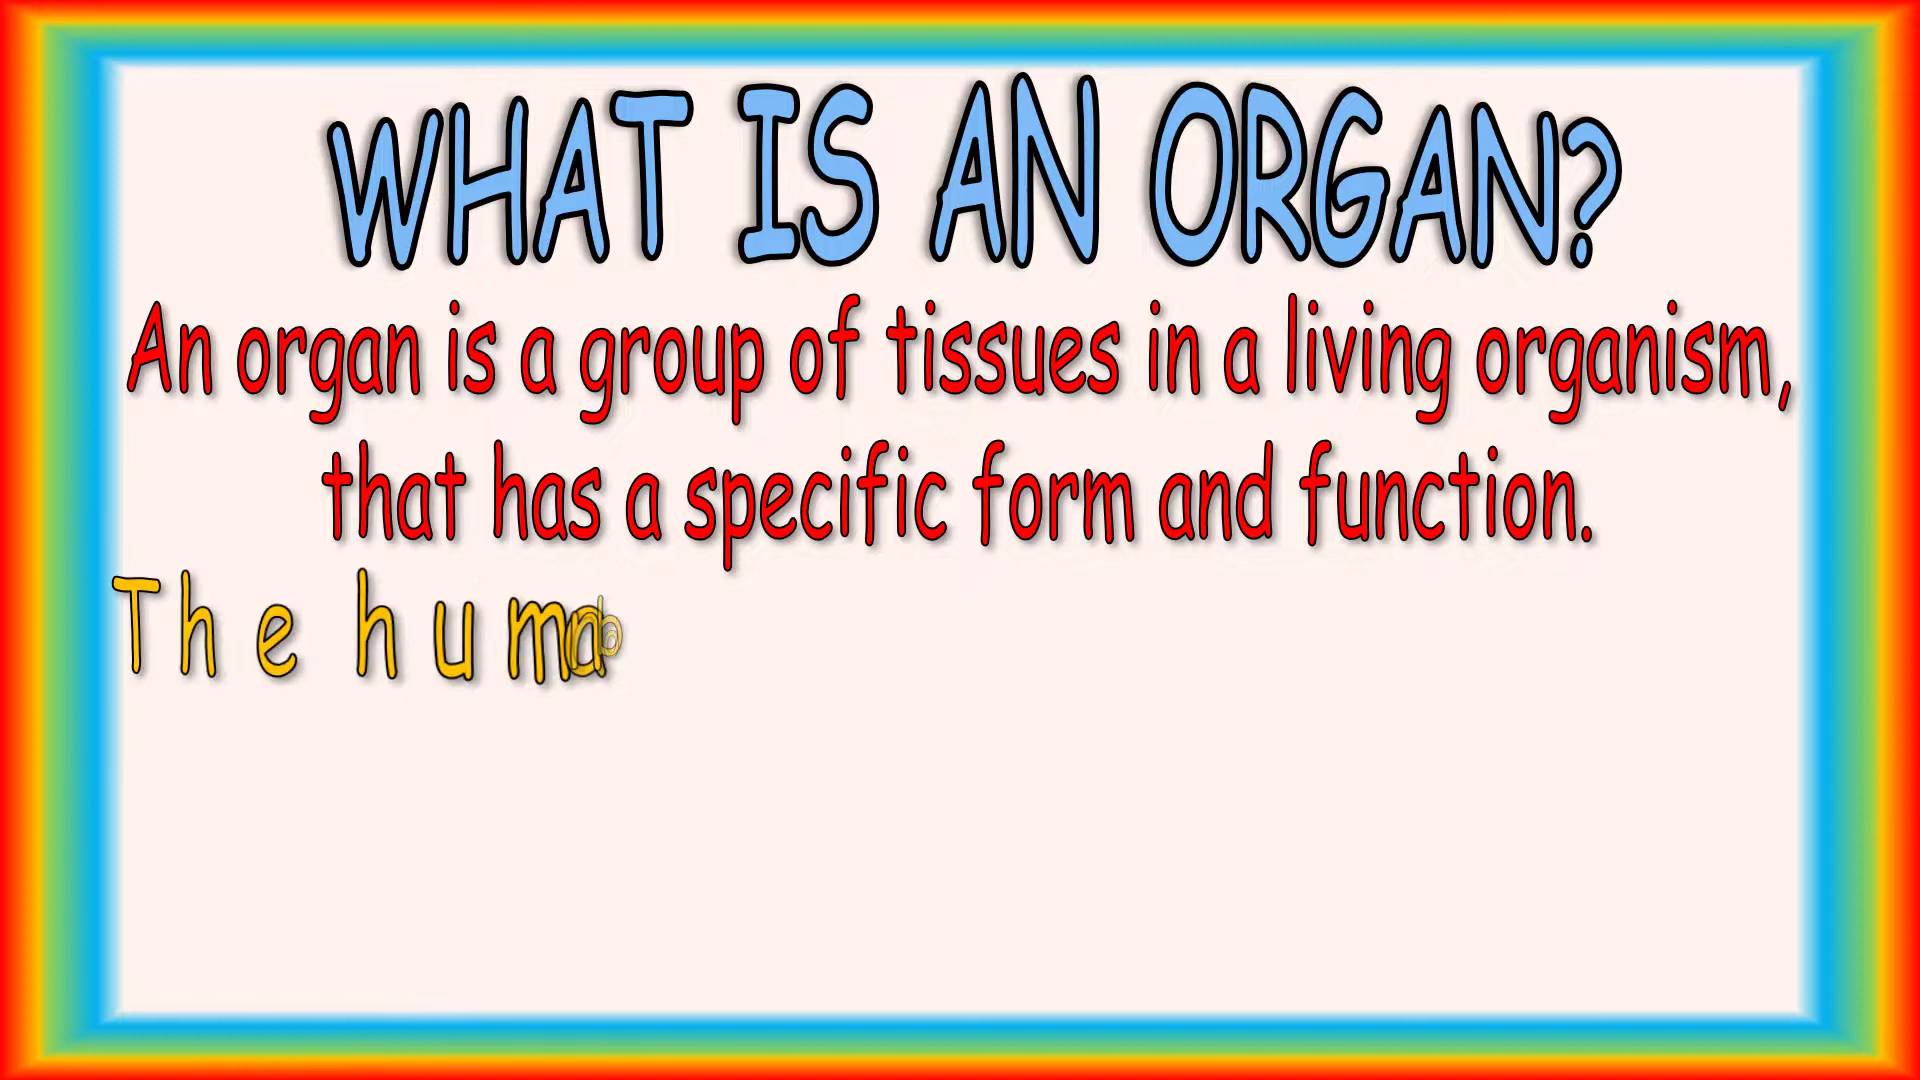 WHAT IS AN ORGAN?
An organ is a group of tissues in a living organism,
that has a specific form and function.
The